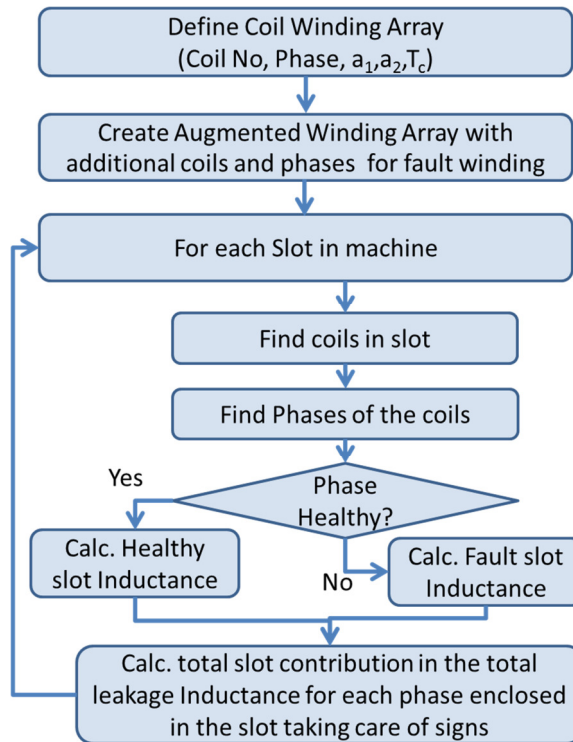 Define Coil Winding Array
(Coil No, Phase, a₁,a₂,T_c)
Create Augmented Winding Array with
additional coils and phases for fault winding
For each Slot in machine
Find coils in slot
Find Phases of the coils
Yes
Phase
Healthy?
Calc. Healthy
slot Inductance
No
Calc. Fault slot
Inductance
Calc. total slot contribution in the total
leakage Inductance for each phase enclosed
in the slot taking care of signs